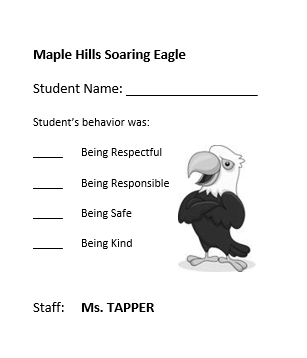 Maple Hills Soaring Eagle
Student Name: ___________________
Student's behavior was:
_____ Being Respectful
_____ Being Responsible
_____ Being Safe
_____ Being Kind
Staff: Ms. TAPPER